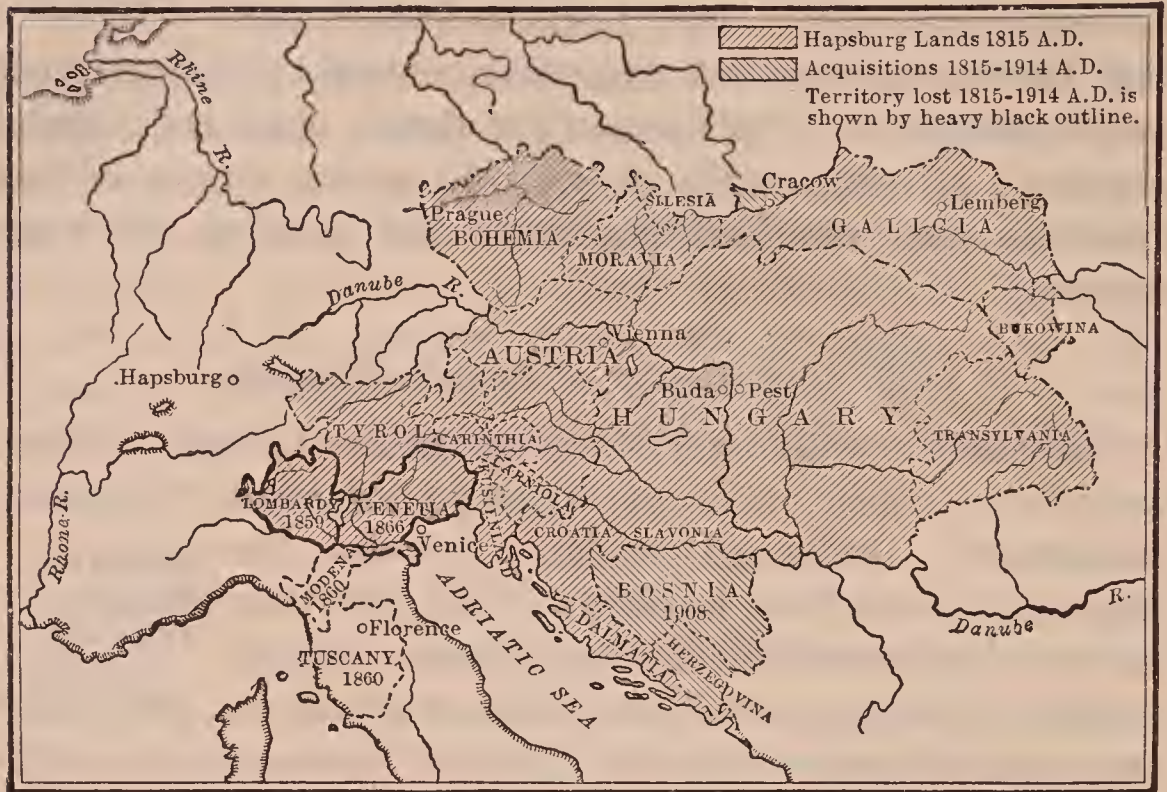 Hapsburg Lands 1815 A.D.
Acquisitions 1815-1914 A.D.
Territory lost 1815-1914 A.D. is
shown by heavy black outline.
Rhine
R.
Cracow
SILESIA
Lemberg
Prague
BOHEMIA
GALICIA
MORAVIA
Danube
R.
BUKOWINA
Vienna
AUSTRIA
Hapsburg
Buda
Pest
HUNGARY
TYROL
CARINTHIA
TRANSYLVANIA
CARNIOLA
LOMBARDY
1859
VENETIA
1866
Venice
CROATIA
SLAVONIA
Rhona R.
MODENA
1860
BOSNIA
1908
ADRIATIC SEA
Florence
DALMATIA
HERZEGOVINA
TUSCANY
1860
Danube
R.